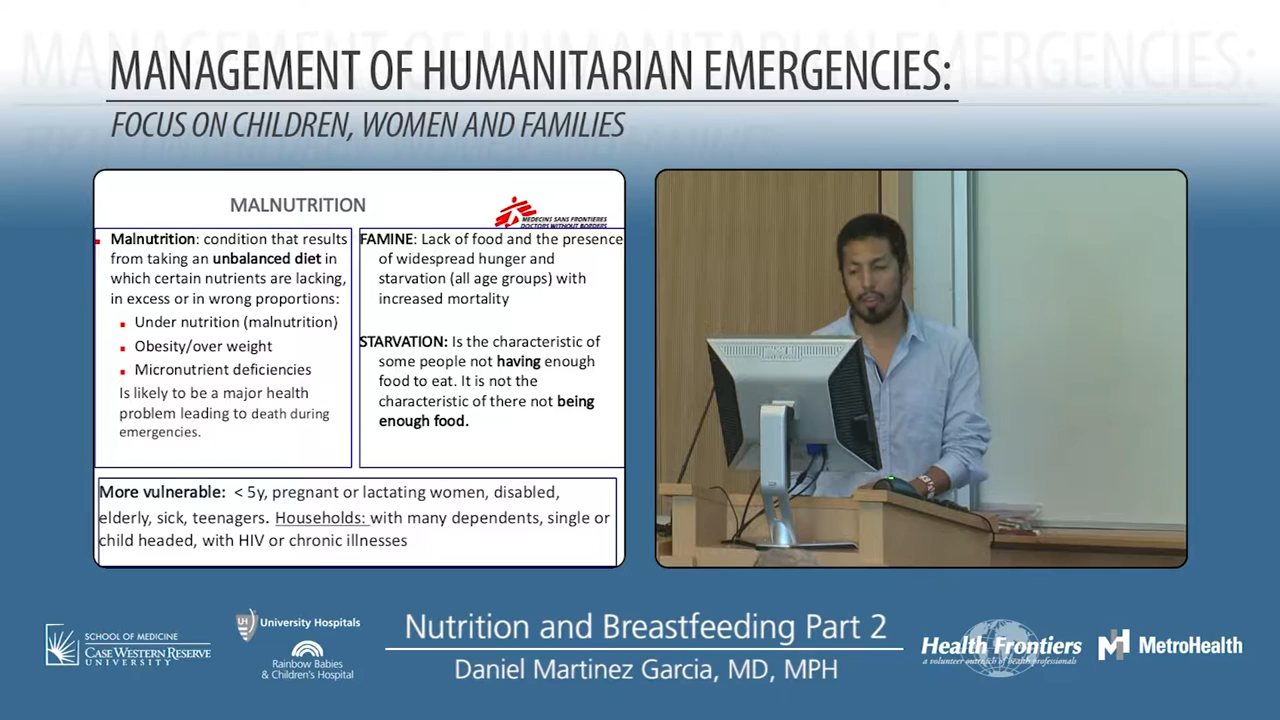 MANAGEMENT OF HUMANITARIAN EMERGENCIES:
FOCUS ON CHILDREN, WOMEN AND FAMILIES
MALNUTRITION
MEDECINS SANS FRONTIERES
DOCTORS WITHOUT BORDERS
Malnutrition: condition that results
from taking an unbalanced diet in
which certain nutrients are lacking,
in excess or in wrong proportions:
Under nutrition (malnutrition)
Obesity/over weight
Micronutrient deficiencies
Is likely to be a major health
problem leading to death during
emergencies.
FAMINE: Lack of food and the presence
of widespread hunger and
starvation (all age groups) with
increased mortality
STARVATION: Is the characteristic of
some people not having enough
food to eat. It is not the
characteristic of there not being
enough food.
More vulnerable: < 5y, pregnant or lactating women, disabled,
elderly, sick, teenagers. Households: with many dependents, single or
child headed, with HIV or chronic illnesses
SCHOOL OF MEDICINE
CASE WESTERN RESERVE
UNIVERSITY
UH University Hospitals
Rainbow Babies
& Children's Hospital
Nutrition and Breastfeeding Part 2
Daniel Martinez Garcia, MD, MPH
Health Frontiers
a volunteer outreach of health professionals
MetroHealth